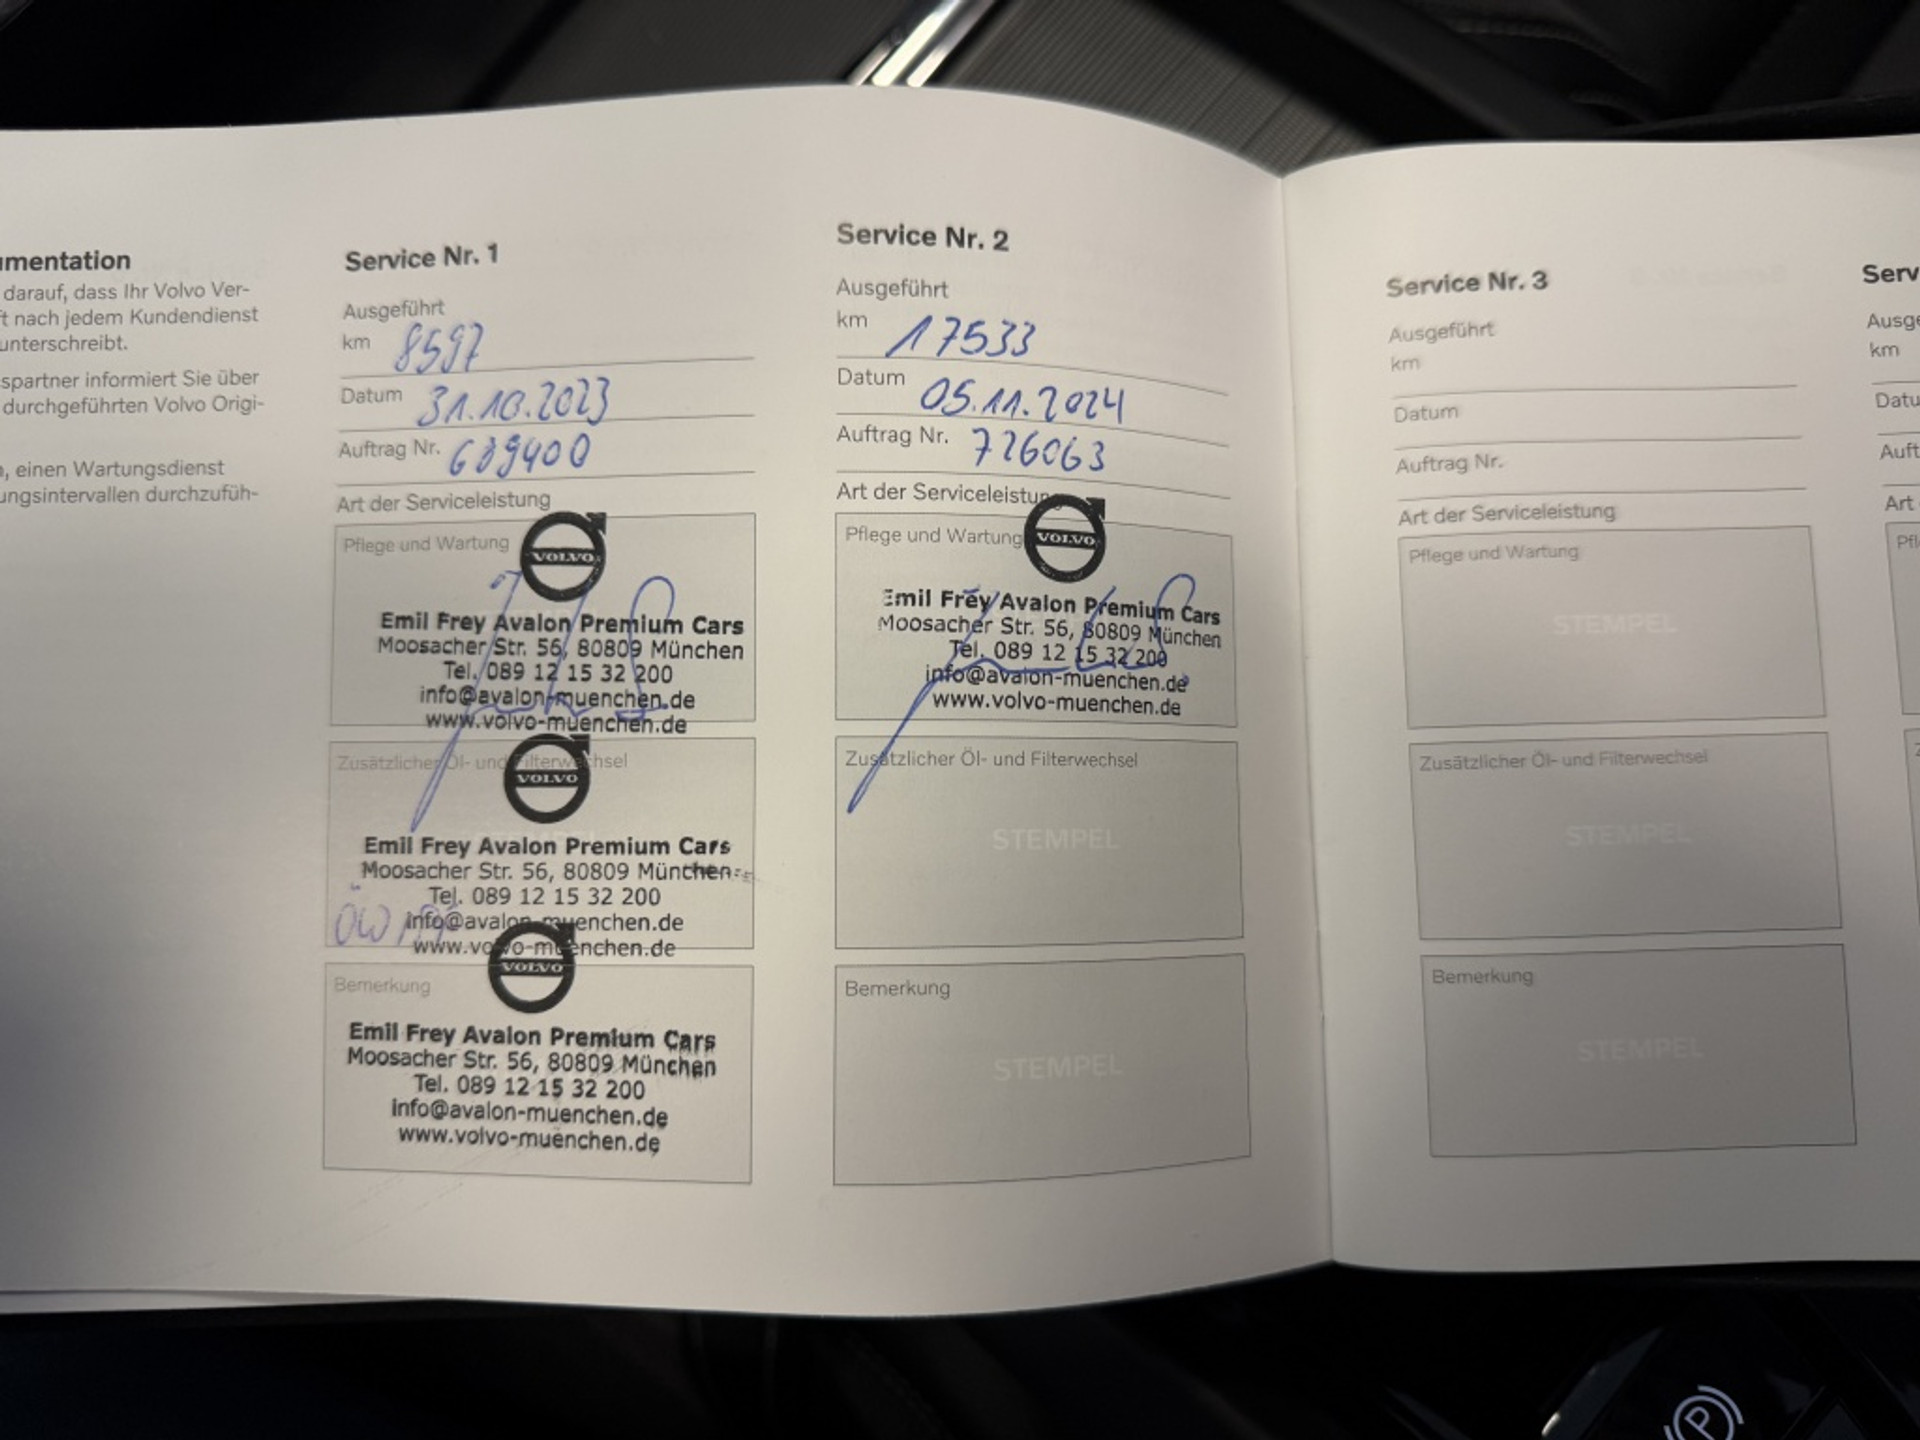 umentation
darauf, dass Ihr Volvo Ver-
ft nach jedem Kundendienst
unterschreibt.
spartner informiert Sie über
durchgeführten Volvo Origi-
, einen Wartungsdienst
ungsintervallen durchzufüh-
Service Nr. 1
Ausgeführt
km 8597
Datum 31.10.2023
Auftrag Nr. 689400
Art der Serviceleistung
Pflege und Wartung
VOLVO
Emil Frey Avalon Premium Cars
Moosacher Str. 56, 80809 München
Tel. 089 12 15 32 200
info@avalon-muenchen.de
www.volvo-muenchen.de
Zusätzlicher Öl- und Filterwechsel
VOLVO
Emil Frey Avalon Premium Cars
Moosacher Str. 56, 80809 München
Tel. 089 12 15 32 200
info@avalon-muenchen.de
www.volvo-muenchen.de
Bemerkung
VOLVO
Emil Frey Avalon Premium Cars
Moosacher Str. 56, 80809 München
Tel. 089 12 15 32 200
info@avalon-muenchen.de
www.volvo-muenchen.de
Service Nr. 2
Ausgeführt
km 17533
Datum 05.11.2024
Auftrag Nr. 726063
Art der Serviceleistung
Pflege und Wartung
VOLVO
Emil Frey Avalon Premium Cars
Moosacher Str. 56, 80809 München
Tel. 089 12 15 32 200
info@avalon-muenchen.de
www.volvo-muenchen.de
Zusätzlicher Öl- und Filterwechsel
STEMPEL
Bemerkung
STEMPEL
Service Nr. 3
Ausgeführt
km
Datum
Auftrag Nr.
Art der Serviceleistung
Pflege und Wartung
STEMPEL
Zusätzlicher Öl- und Filterwechsel
STEMPEL
Bemerkung
STEMPEL
Serv
Ausge
km
Datu
Auft
Art
Pfl
Z
P